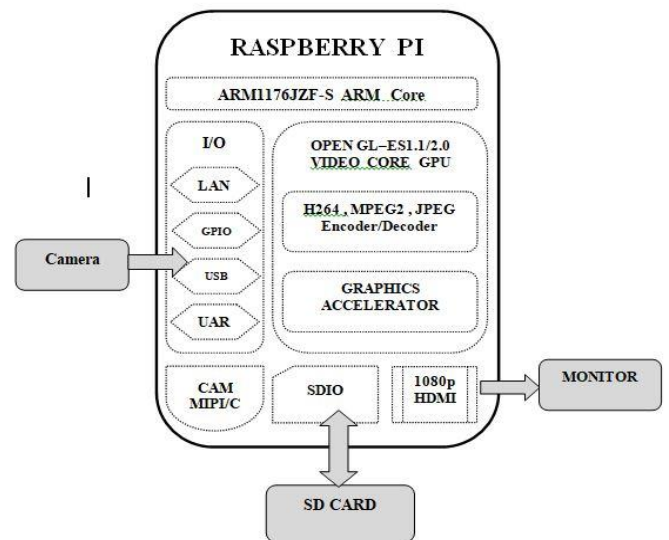 RASPBERRY PI
ARM1176JZF-S ARM Core
I/O
LAN
GPIO
USB
UAR
OPEN GL-ES1.1/2.0
VIDEO CORE GPU
H264 , MPEG2 , JPEG
Encoder/Decoder
GRAPHICS
ACCELERATOR
Camera
CAM
MIPI/C
SDIO
1080p
HDMI
MONITOR
SD CARD